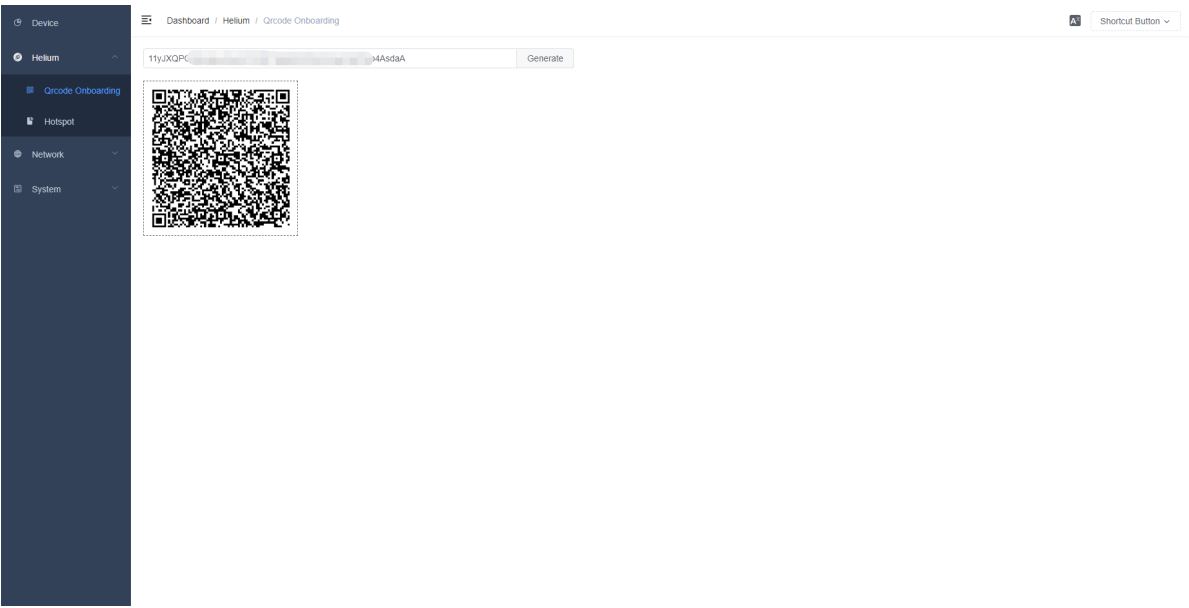 Device
Helium
Qrcode Onboarding
Hotspot
Network
System
Dashboard / Helium / Qrcode Onboarding
Shortcut Button
11yJXQP 4AsdaA
Generate